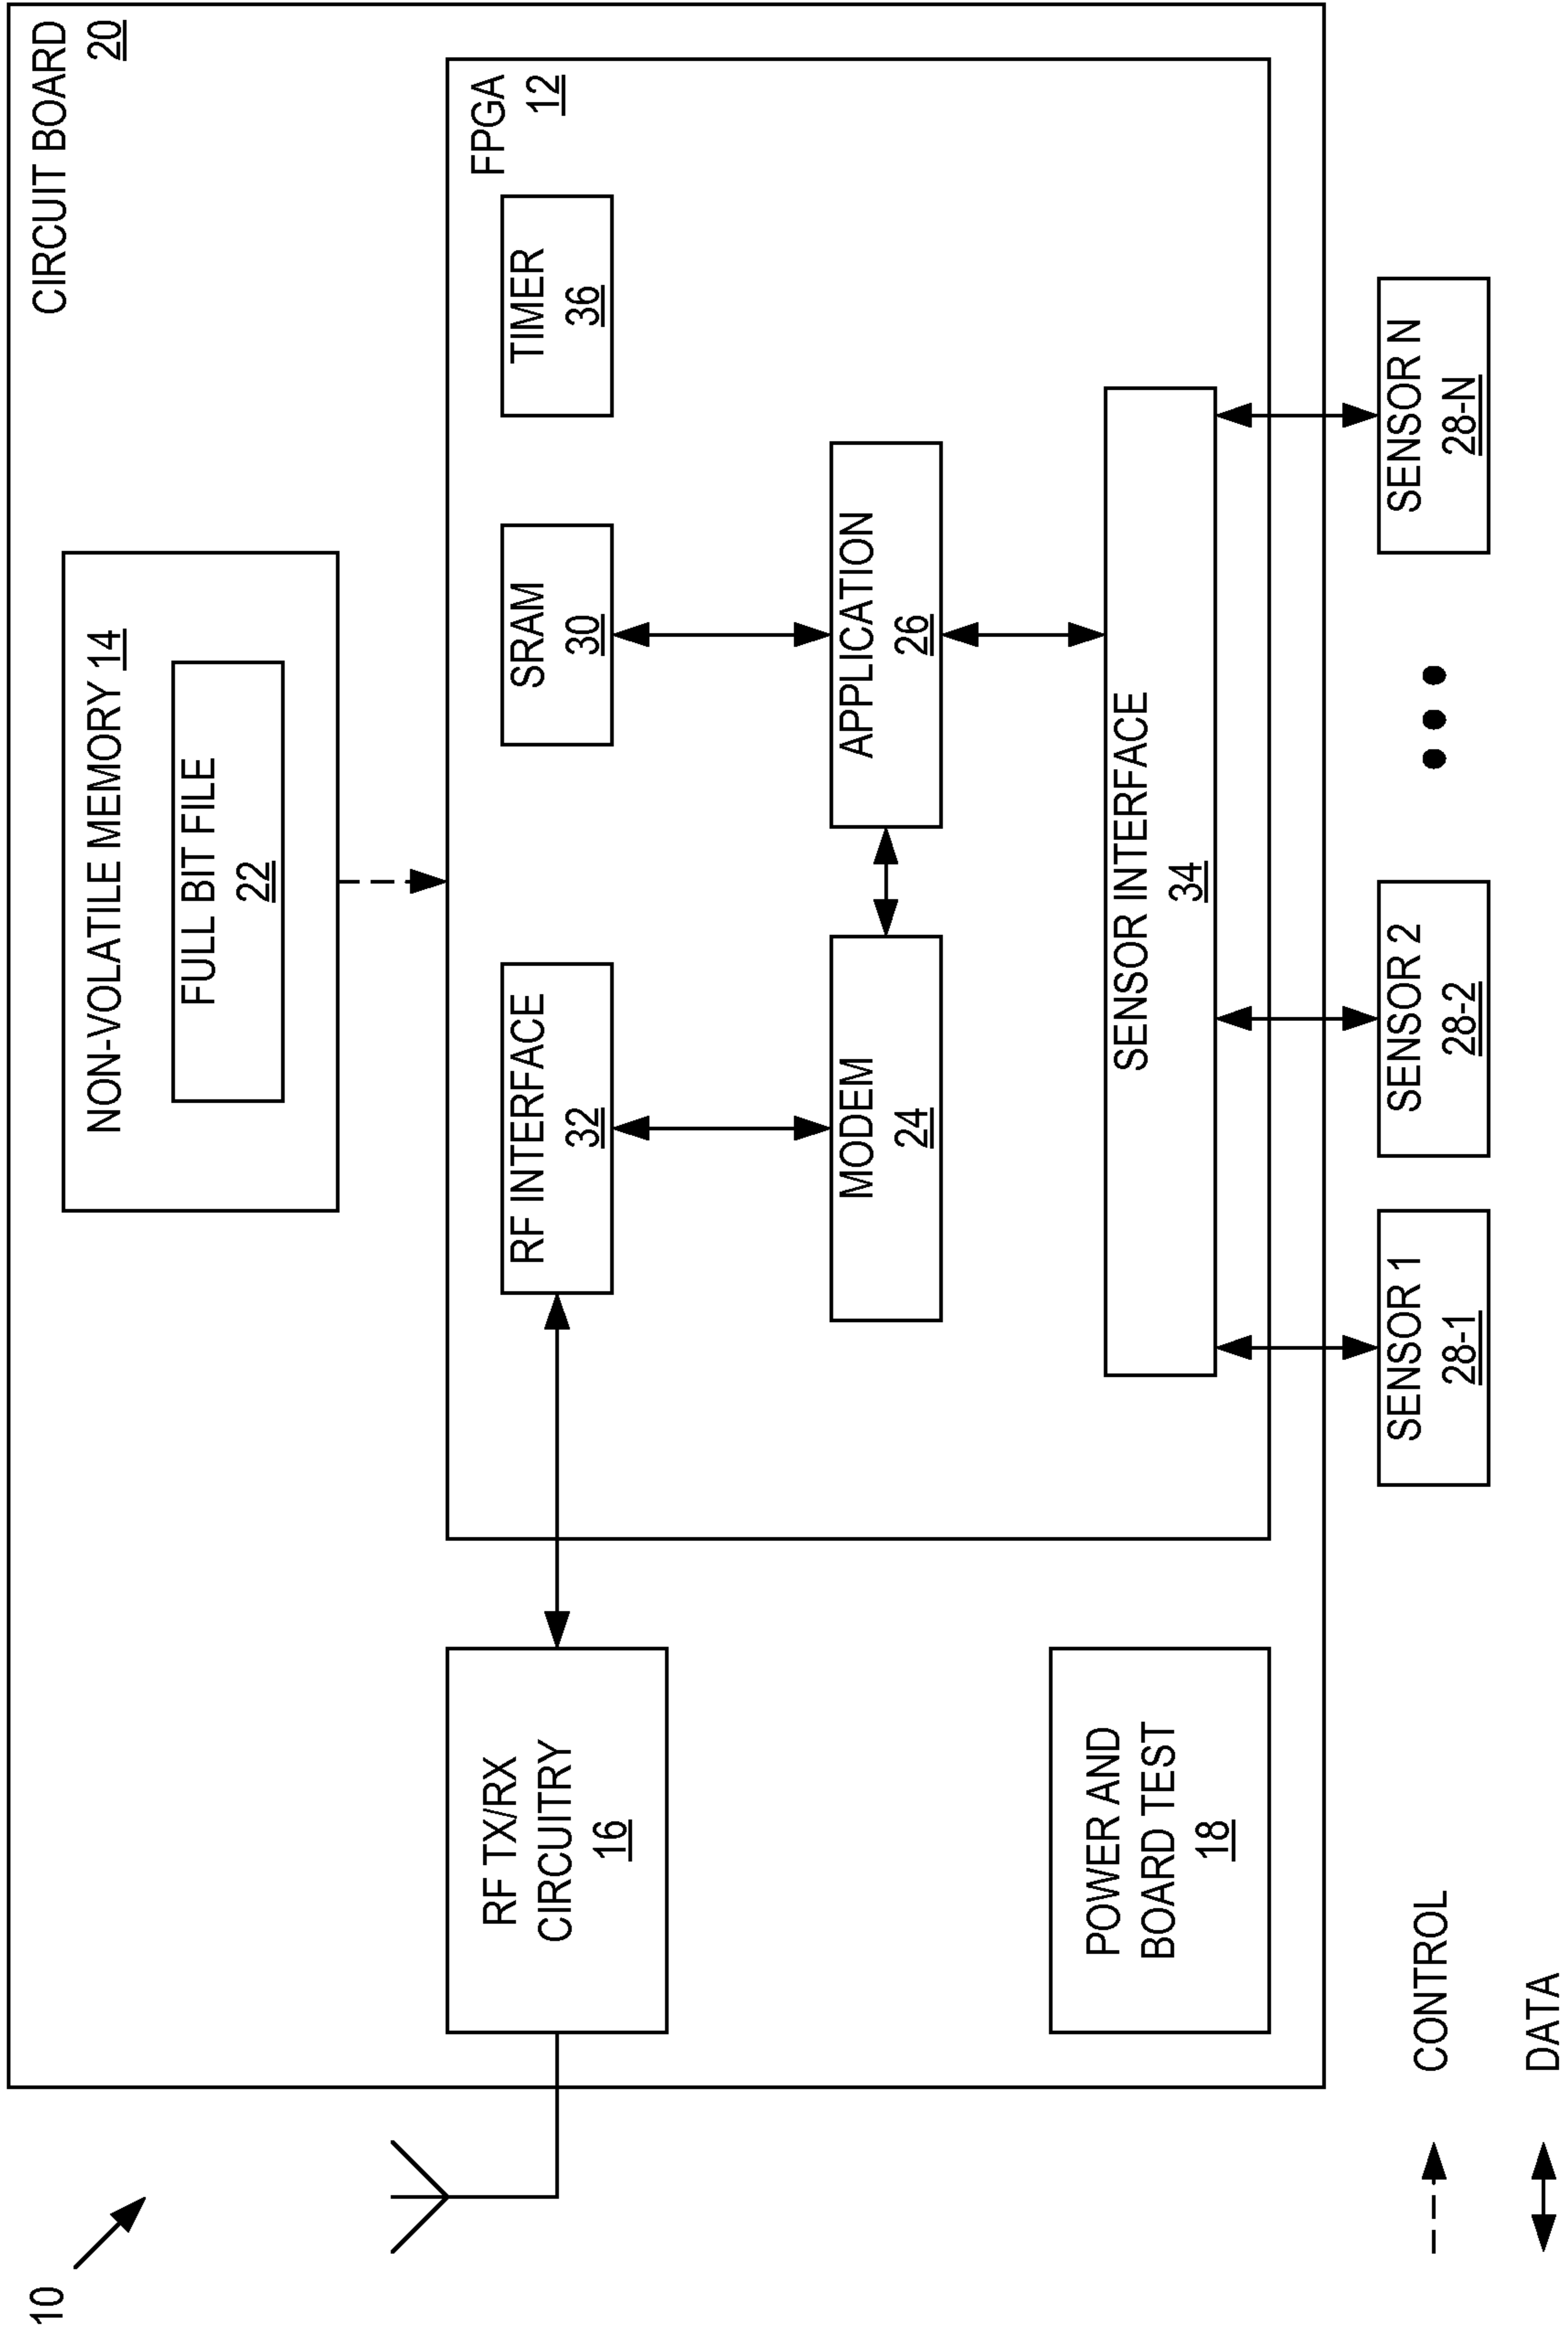 10
CIRCUIT BOARD
20
NON-VOLATILE MEMORY 14
FULL BIT FILE
22
FPGA
12
RF TX/RX
CIRCUITRY
16
RF INTERFACE
32
SRAM
30
TIMER
36
MODEM
24
APPLICATION
26
POWER AND
BOARD TEST
18
SENSOR INTERFACE
34
SENSOR 1
28-1
SENSOR 2
28-2
SENSOR N
28-N
CONTROL
DATA